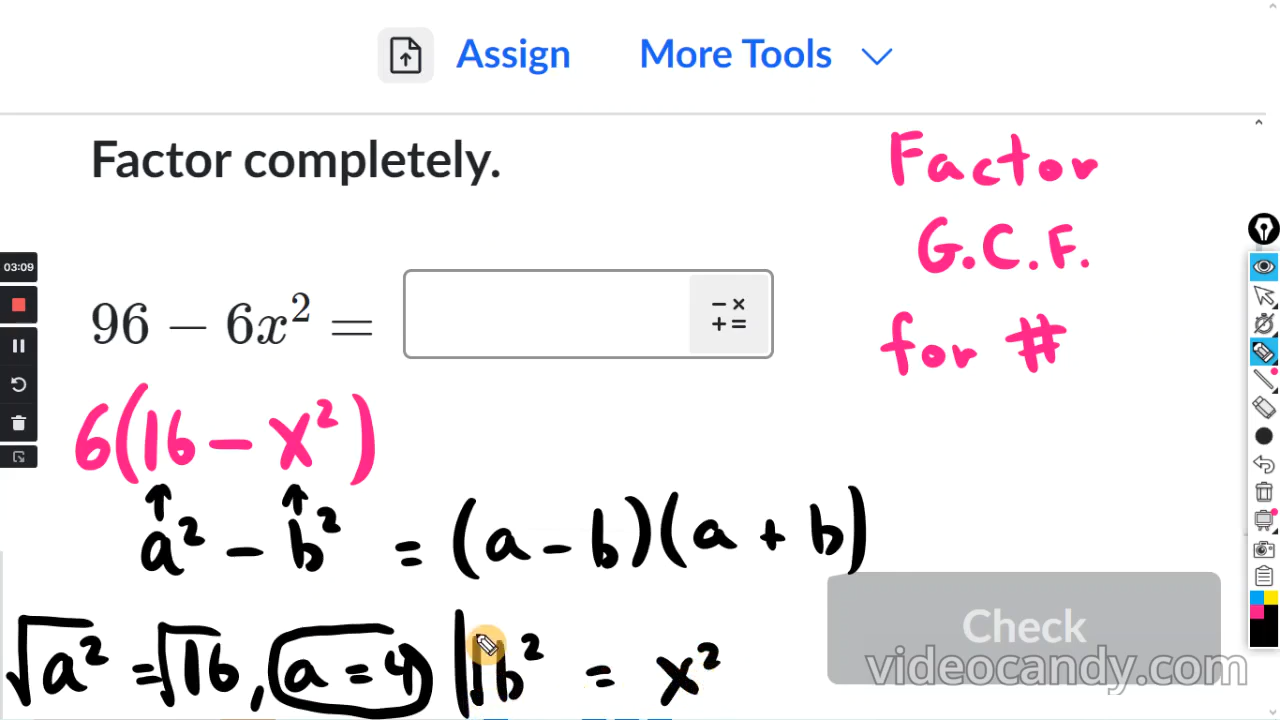 Assign More Tools
Factor completely.
Factor
G.C.F.
for #
03:09
96 − 6x² =
− ×
+ =
6(16 − x²)
a² − b² = (a − b)(a + b)
Check
√a² = √16, a = 4 | b² = x²
videocandy.com